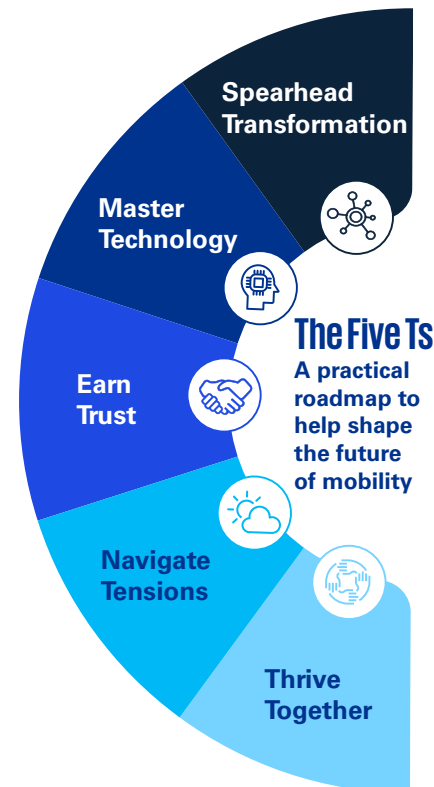 Spearhead
Transformation
Master
Technology
Earn
Trust
Navigate
Tensions
Thrive
Together
The Five Ts
A practical
roadmap to
help shape
the future
of mobility